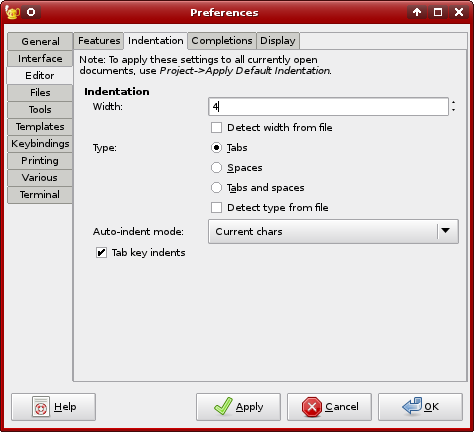 Preferences
General
Interface
Editor
Files
Tools
Templates
Keybindings
Printing
Various
Terminal
Features Indentation Completions Display
Note: To apply these settings to all currently open
documents, use Project->Apply Default Indentation.
Indentation
Width: 4
Detect width from file
Type: Tabs
Spaces
Tabs and spaces
Detect type from file
Auto-indent mode: Current chars
Tab key indents
Help Apply Cancel OK